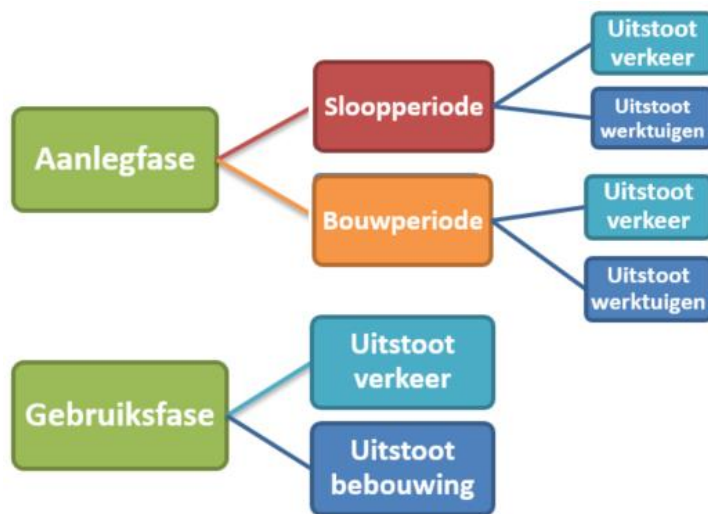 Aanlegfase
Sloopperiode
Uitstoot
verkeer
Uitstoot
werktuigen
Bouwperiode
Uitstoot
verkeer
Uitstoot
werktuigen
Gebruiksfase
Uitstoot
verkeer
Uitstoot
bebouwing